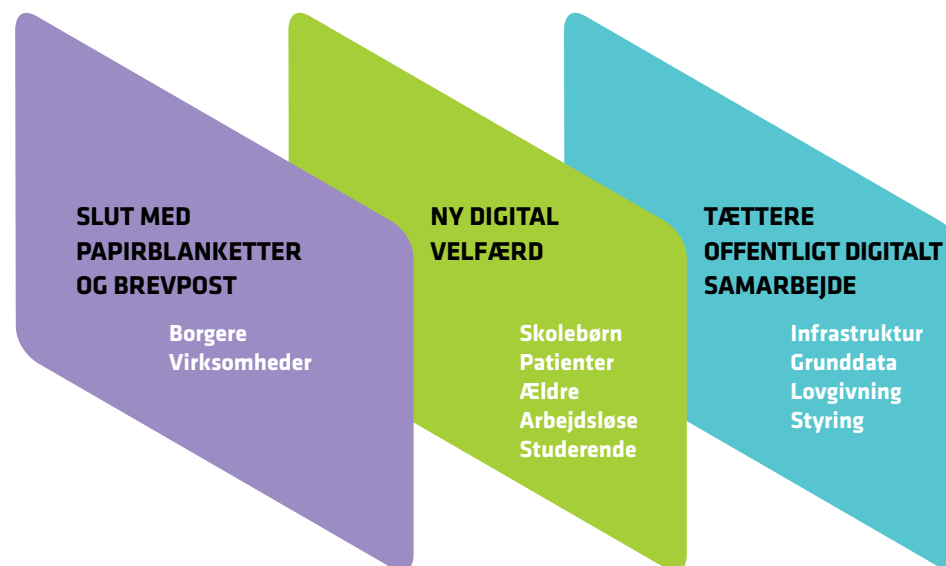 SLUT MED
PAPIRBLANKETTER
OG BREVPOST
Borgere
Virksomheder
NY DIGITAL
VELFÆRD
Skolebørn
Patienter
Ældre
Arbejdsløse
Studerende
TÆTTERE
OFFENTLIGT DIGITALT
SAMARBEJDE
Infrastruktur
Grunddata
Lovgivning
Styring